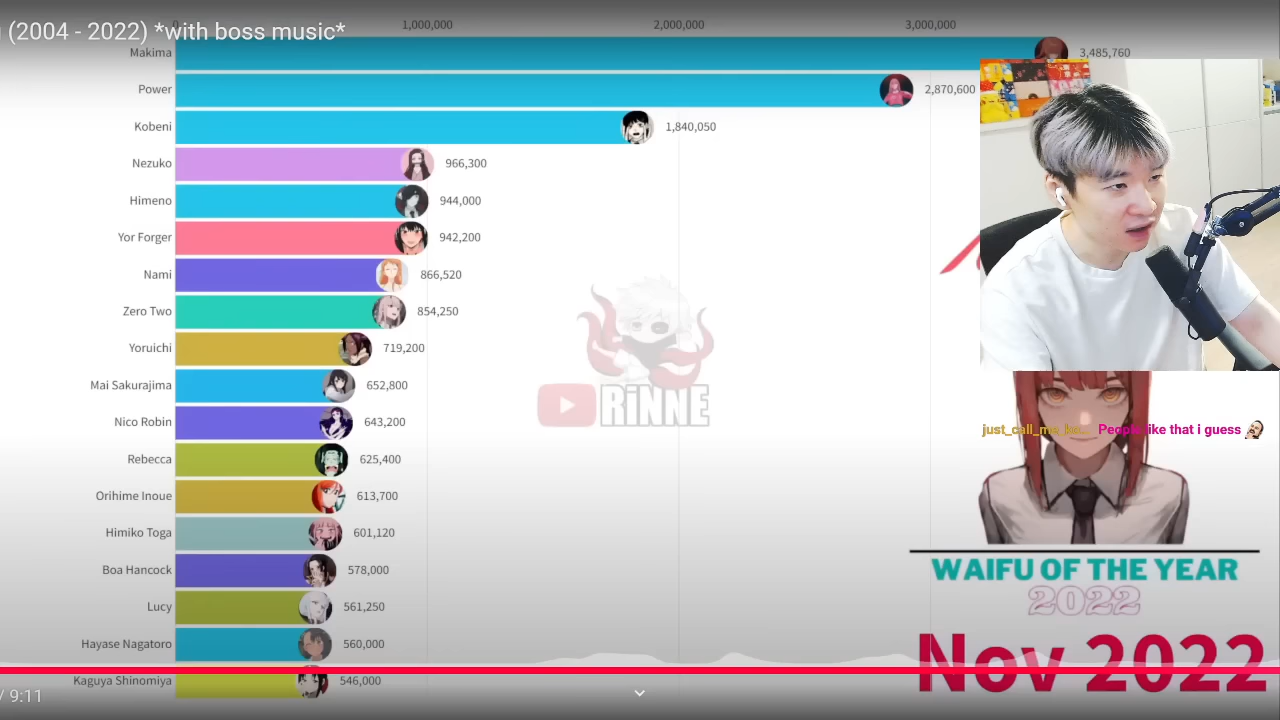 0 1,000,000 2,000,000 3,000,000
(2004 - 2022) *with boss music*
Makima 3,485,760
Power 2,870,600
Kobeni 1,840,050
Nezuko 966,300
Himeno 944,000
Yor Forger 942,200
Nami 866,520
Zero Two 854,250
Yoruichi 719,200
Mai Sakurajima 652,800
Nico Robin 643,200
Rebecca 625,400
Orihime Inoue 613,700
Himiko Toga 601,120
Boa Hancock 578,000
Lucy 561,250
Hayase Nagatoro 560,000
Kaguya Shinomiya 546,000
RiNNE
People like that i guess
WAIFU OF THE YEAR
2022
Nov 2022
/ 9:11